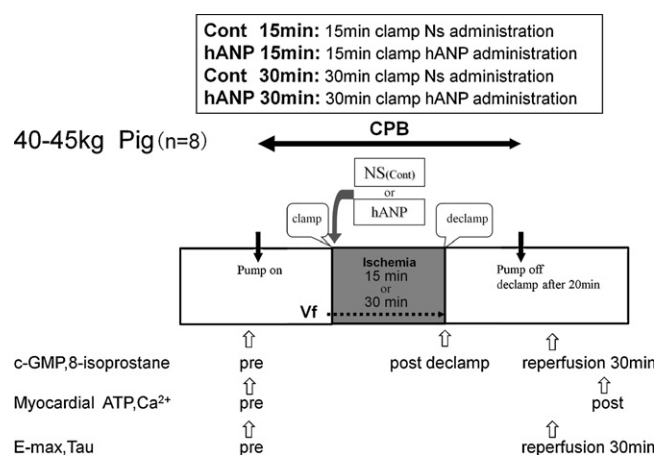 Cont 15min: 15min clamp Ns administration
hANP 15min: 15min clamp hANP administration
Cont 30min: 30min clamp Ns administration
hANP 30min: 30min clamp hANP administration
40-45kg Pig(n=8)
CPB
NS(Cont)
or
hANP
clamp
declamp
Pump on
Ischemia
15 min
or
30 min
Vf
Pump off
declamp after 20min
c-GMP,8-isoprostane pre post declamp reperfusion 30min
Myocardial ATP,Ca²⁺ pre post
E-max,Tau pre reperfusion 30min